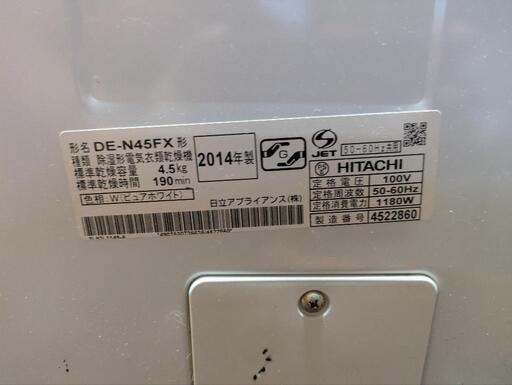 形名 DE-N45FX 形
種類 除湿形電気衣類乾燥機
標準乾燥容量 4.5kg
標準乾燥時間 190min
色相:W(ピュアホワイト)
2014年製
G
JET
50-60Hz共用
HITACHI
定格電圧 100V
定格周波数 50-60Hz
定格消費電力 1180W
製造番号 4522860
日立アプライアンス(株)